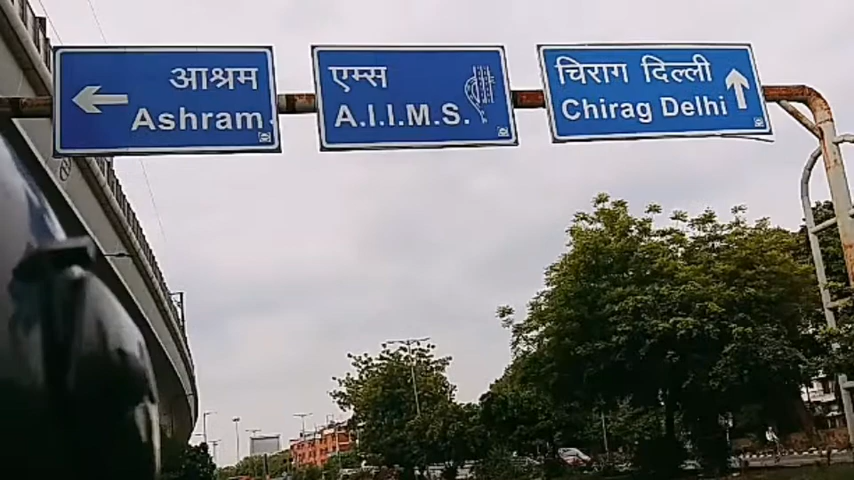 आश्रम
Ashram
एम्स
A.I.I.M.S.
चिराग दिल्ली
Chirag Delhi